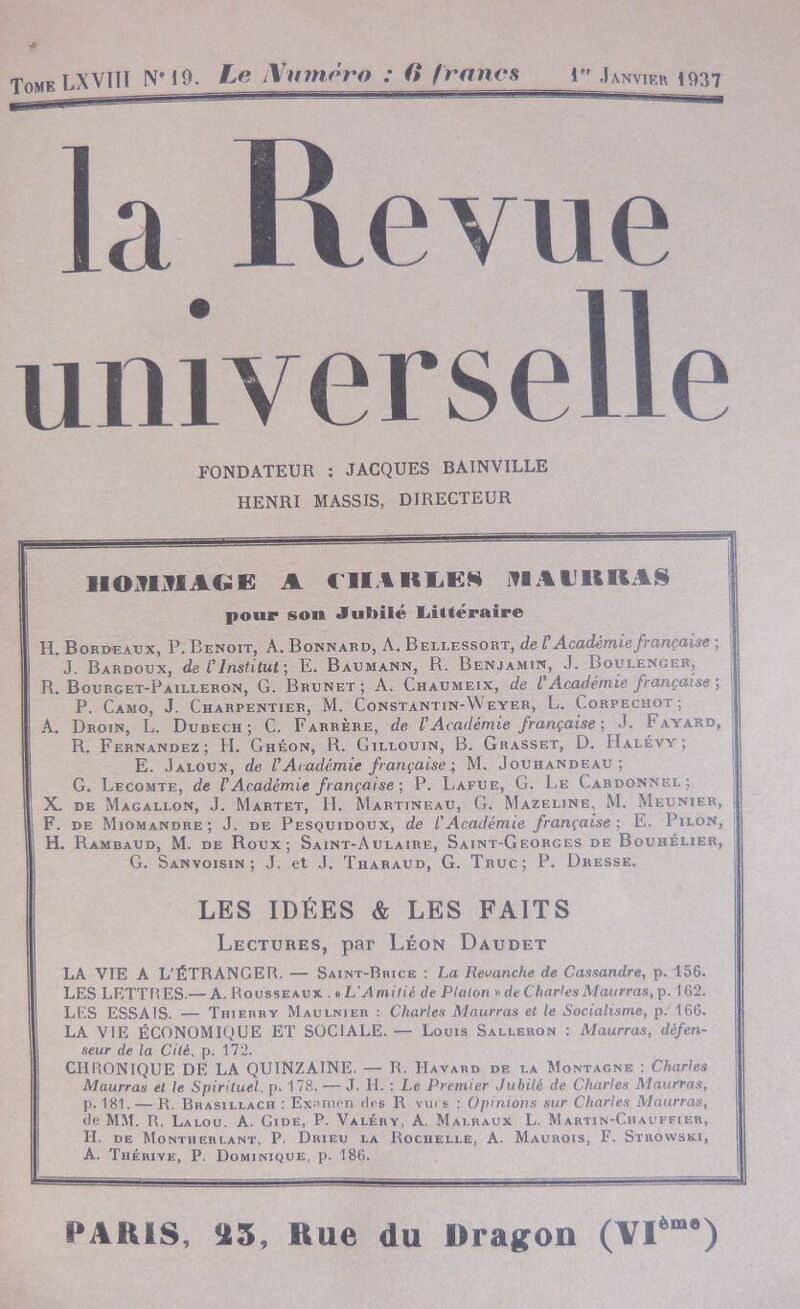 Tome LXVIII N° 19. Le Numéro : 6 francs 1er Janvier 1937
la Revue
universelle
FONDATEUR : JACQUES BAINVILLE
HENRI MASSIS, DIRECTEUR
HOMMAGE A CHARLES MAURRAS
pour son Jubilé Littéraire
H. Bordeaux, P. Benoit, A. Bonnard, A. Bellessort, de l'Académie française ;
J. Bardoux, de l'Institut ; E. Baumann, R. Benjamin, J. Boulenger,
R. Bourget-Pailleron, G. Brunet ; A. Chaumeix, de l'Académie française ;
P. Camo, J. Charpentier, M. Constantin-Weyer, L. Corpechot ;
A. Droin, L. Dubech ; C. Farrère, de l'Académie française ; J. Fayard,
R. Fernandez ; H. Ghéon, R. Gillouin, B. Grasset, D. Halévy ;
E. Jaloux, de l'Académie française ; M. Jouhandeau ;
G. Lecomte, de l'Académie française ; P. Lafue, G. Le Cardonnel ;
X. de Magallon, J. Martet, H. Martineau, G. Mazeline, M. Meunier,
F. de Miomandre ; J. de Pesquidoux, de l'Académie française ; E. Pilon,
H. Rambaud, M. de Roux ; Saint-Aulaire, Saint-Georges de Bouhélier,
G. Sanvoisin ; J. et J. Tharaud, G. Truc ; P. Dresse.
LES IDÉES & LES FAITS
Lectures, par Léon Daudet
LA VIE A L'ÉTRANGER. — Saint-Brice : La Revanche de Cassandre, p. 156.
LES LETTRES. — A. Rousseaux . « L'Amitié de Platon » de Charles Maurras, p. 162.
LES ESSAIS. — Thierry Maulnier : Charles Maurras et le Socialisme, p. 166.
LA VIE ÉCONOMIQUE ET SOCIALE. — Louis Salleron : Maurras, défen-
seur de la Cité, p. 172.
CHRONIQUE DE LA QUINZAINE. — R. Havard de la Montagne : Charles
Maurras et le Spirituel, p. 178. — J. H. : Le Premier Jubilé de Charles Maurras,
p. 181. — R. Brasillach : Examen des R vues : Opinions sur Charles Maurras,
de MM. R. Lalou, A. Gide, P. Valéry, A. Malraux L. Martin-Chauffier,
H. de Montherlant, P. Drieu la Rochelle, A. Maurois, F. Strowski,
A. Thérive, P. Dominique, p. 186.
PARIS, 23, Rue du Dragon (VIème)